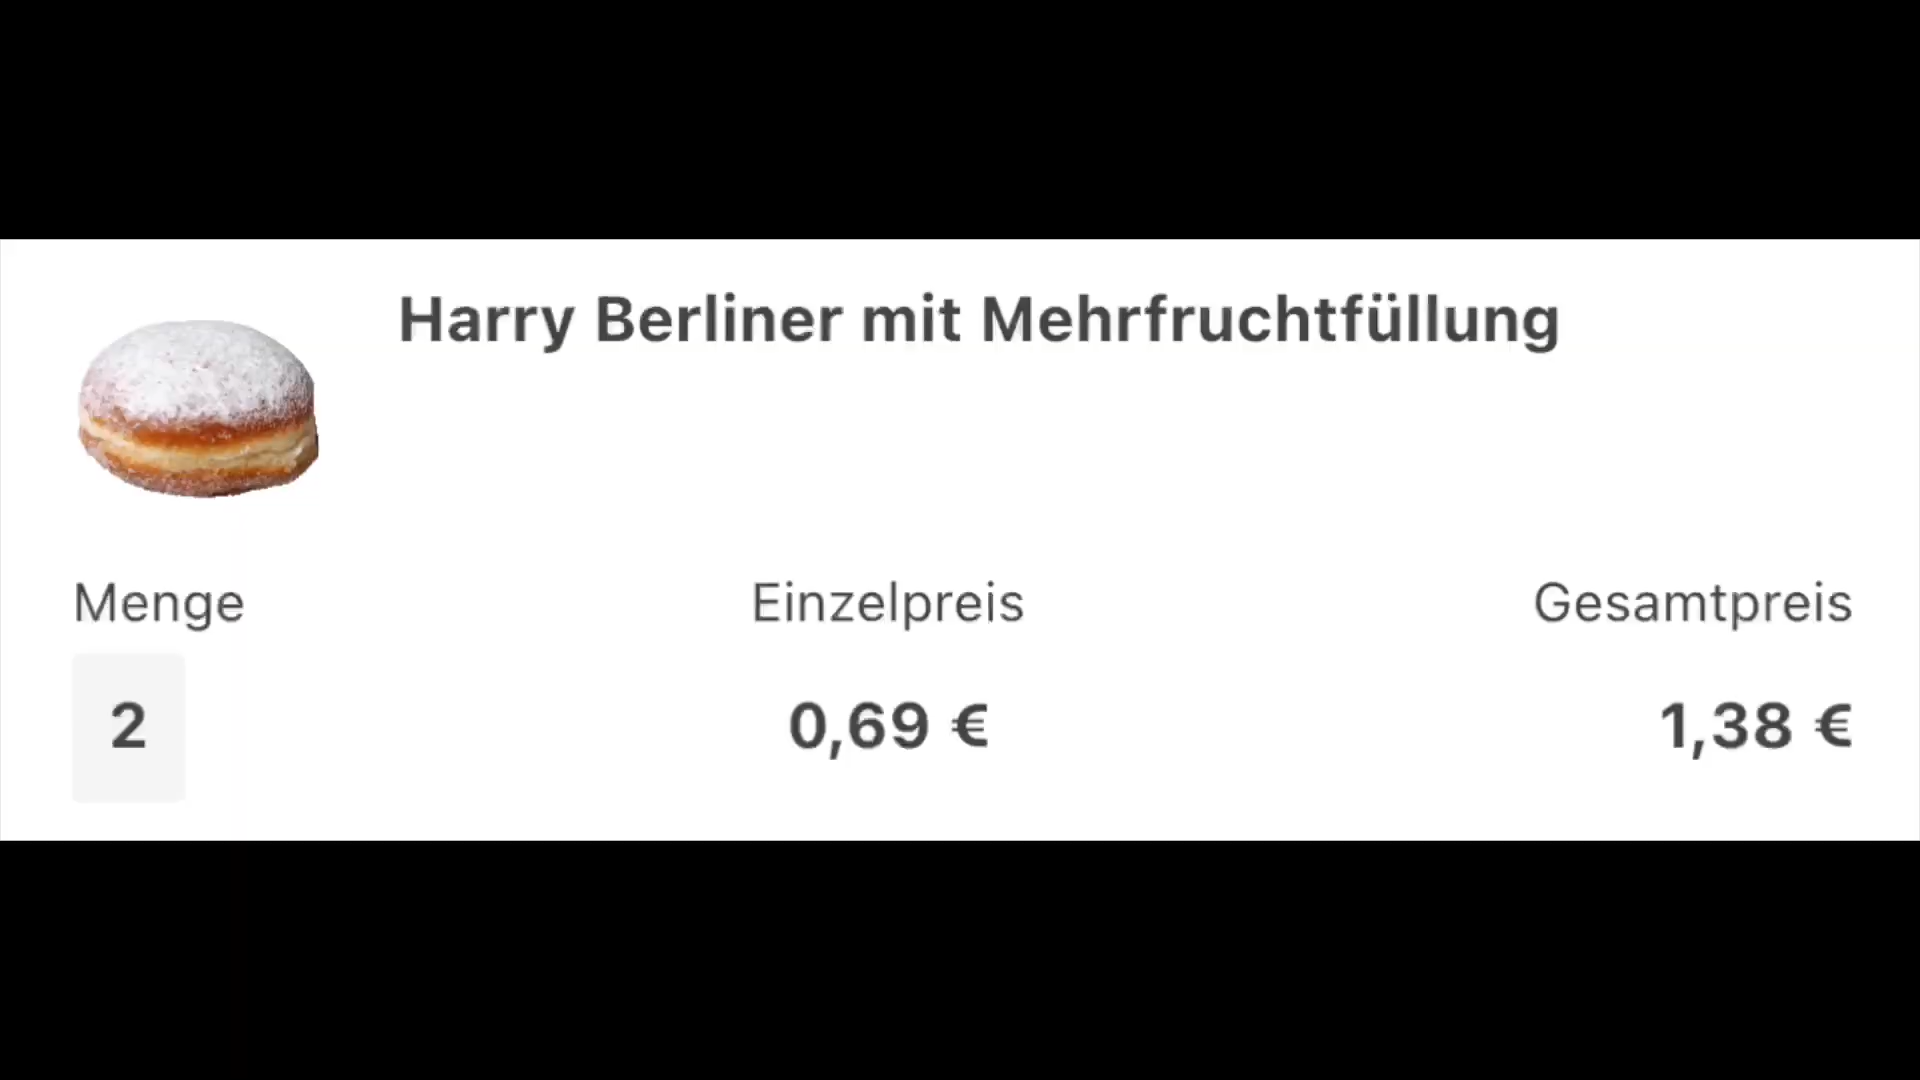 Harry Berliner mit Mehrfruchtfüllung
Menge Einzelpreis Gesamtpreis
2 0,69 € 1,38 €